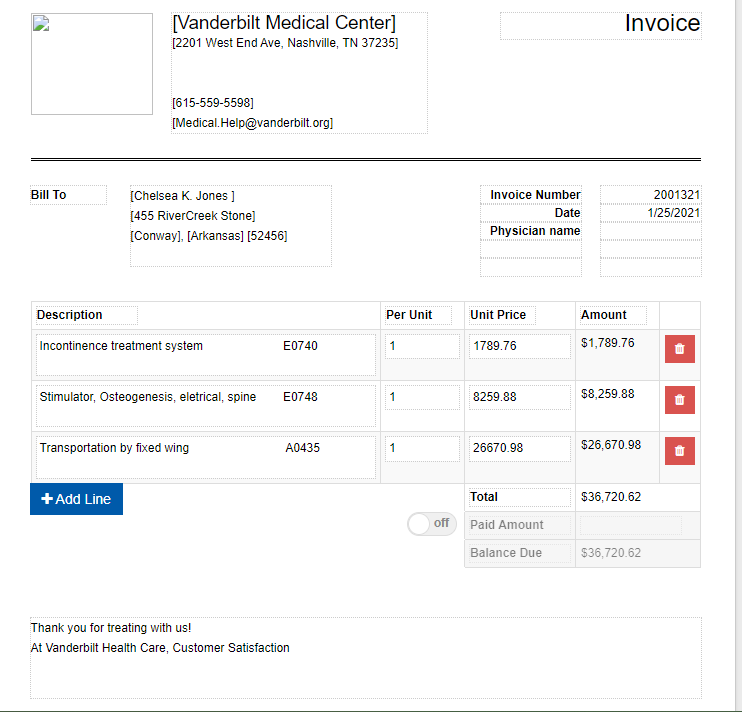 [Vanderbilt Medical Center]
Invoice
[2201 West End Ave, Nashville, TN 37235]
[615-559-5598]
[Medical.Help@vanderbilt.org]
Bill To
[Chelsea K. Jones ]
[455 RiverCreek Stone]
[Conway], [Arkansas] [52456]
Invoice Number 2001321
Date 1/25/2021
Physician name
Description Per Unit Unit Price Amount
Incontinence treatment system E0740 1 1789.76 $1,789.76
Stimulator, Osteogenesis, eletrical, spine E0748 1 8259.88 $8,259.88
Transportation by fixed wing A0435 1 26670.98 $26,670.98
Add Line
Total $36,720.62
off
Paid Amount
Balance Due $36,720.62
Thank you for treating with us!
At Vanderbilt Health Care, Customer Satisfaction